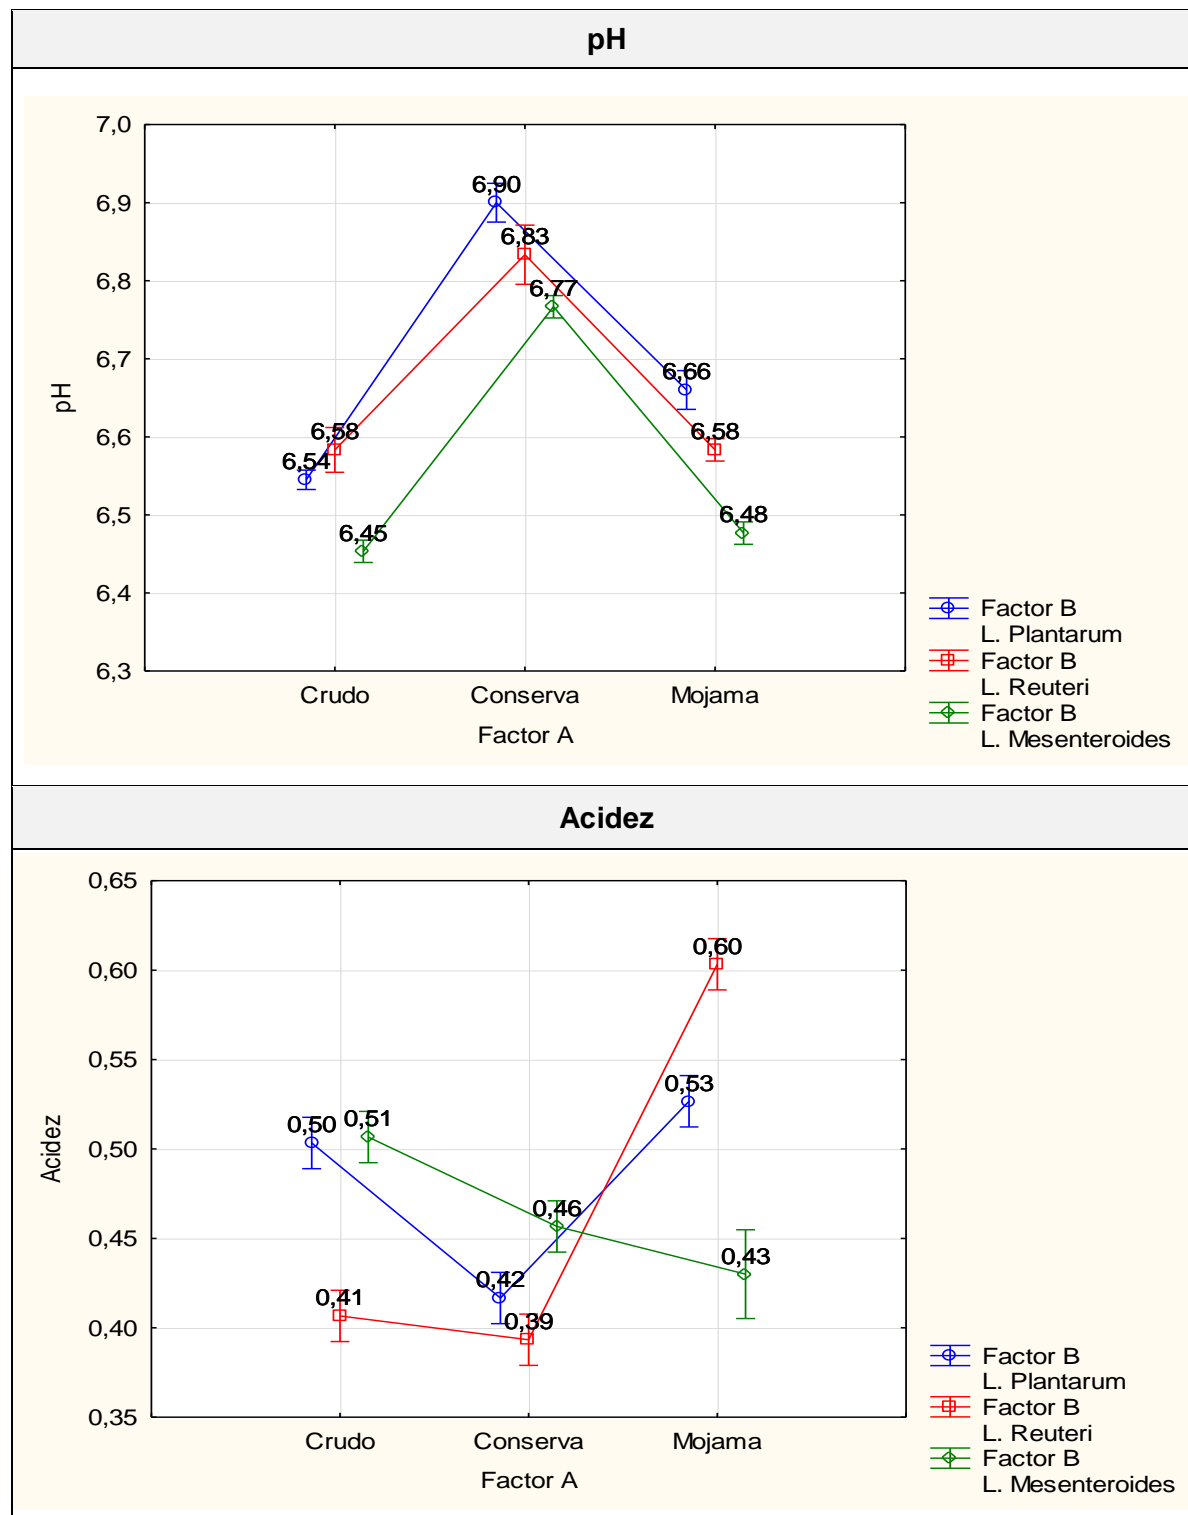 pH
7,0
6,9
6,8
6,7
6,6
6,5
6,4
6,3
pH
6,90
6,83
6,77
6,66
6,58
6,58
6,54
6,48
6,45
Crudo
Conserva
Mojama
Factor A
Factor B
L. Plantarum
Factor B
L. Reuteri
Factor B
L. Mesenteroides
Acidez
0,65
0,60
0,55
0,50
0,45
0,40
0,35
Acidez
0,60
0,53
0,50
0,51
0,46
0,43
0,42
0,41
0,39
Crudo
Conserva
Mojama
Factor A
Factor B
L. Plantarum
Factor B
L. Reuteri
Factor B
L. Mesenteroides